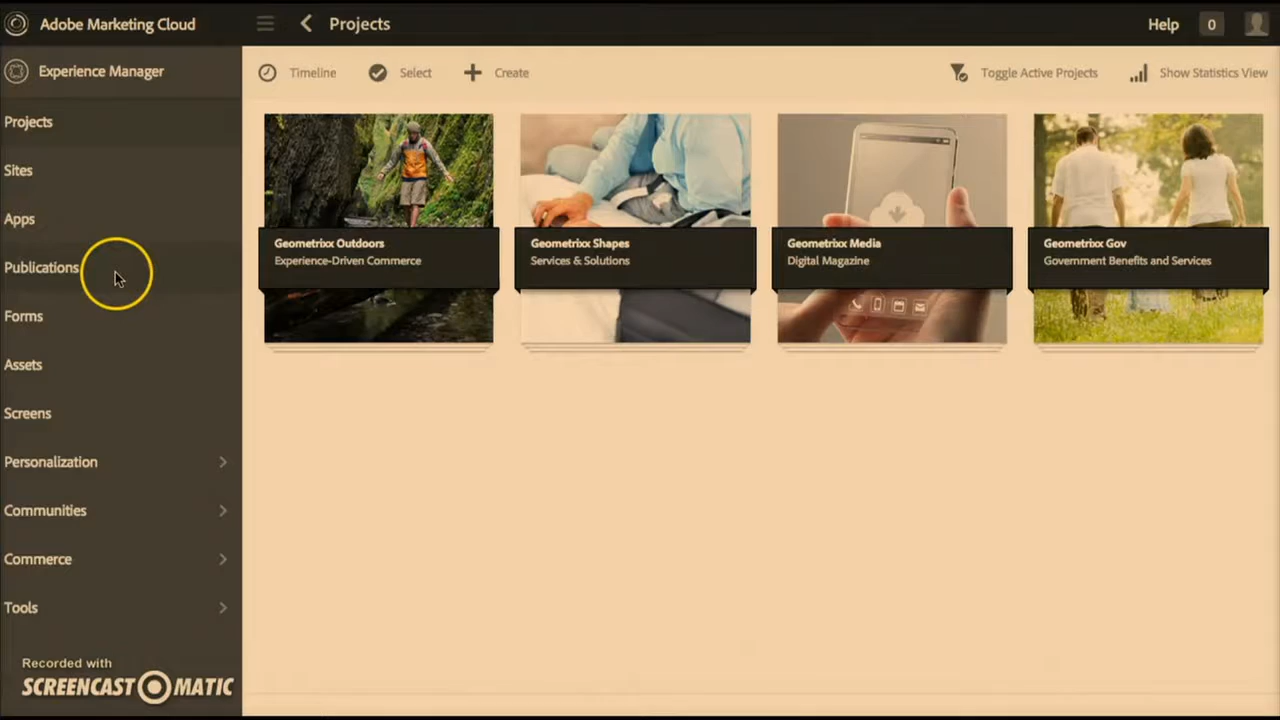 Adobe Marketing Cloud
Projects
Help
0
Experience Manager
Timeline
Select
Create
Toggle Active Projects
Show Statistics View
Projects
Sites
Apps
Publications
Forms
Assets
Screens
Personalization
Communities
Commerce
Tools
Geometrixx Outdoors
Experience-Driven Commerce
Geometrixx Shapes
Services & Solutions
Geometrixx Media
Digital Magazine
Geometrixx Gov
Government Benefits and Services
Recorded with
SCREENCAST MATIC